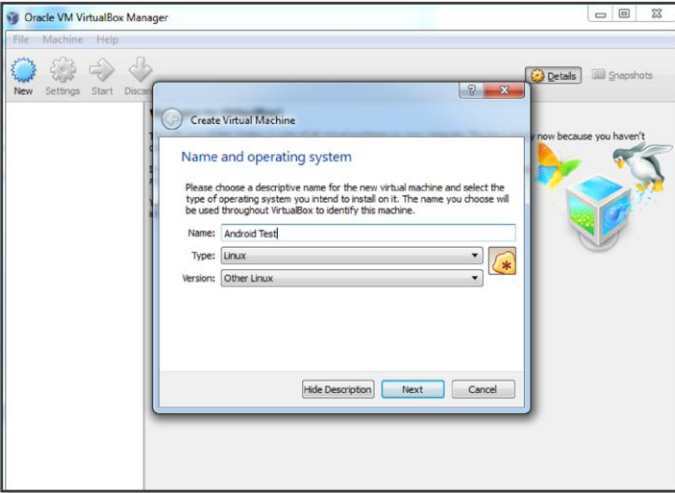 Oracle VM VirtualBox Manager
File Machine Help
New Settings Start
Details Snapshots
now because you haven't
Create Virtual Machine
Name and operating system
Please choose a descriptive name for the new virtual machine and select the
type of operating system you intend to install on it. The name you choose will
be used throughout VirtualBox to identify this machine.
Name: Android Test
Type: Linux
Version: Other Linux
Hide Description Next Cancel